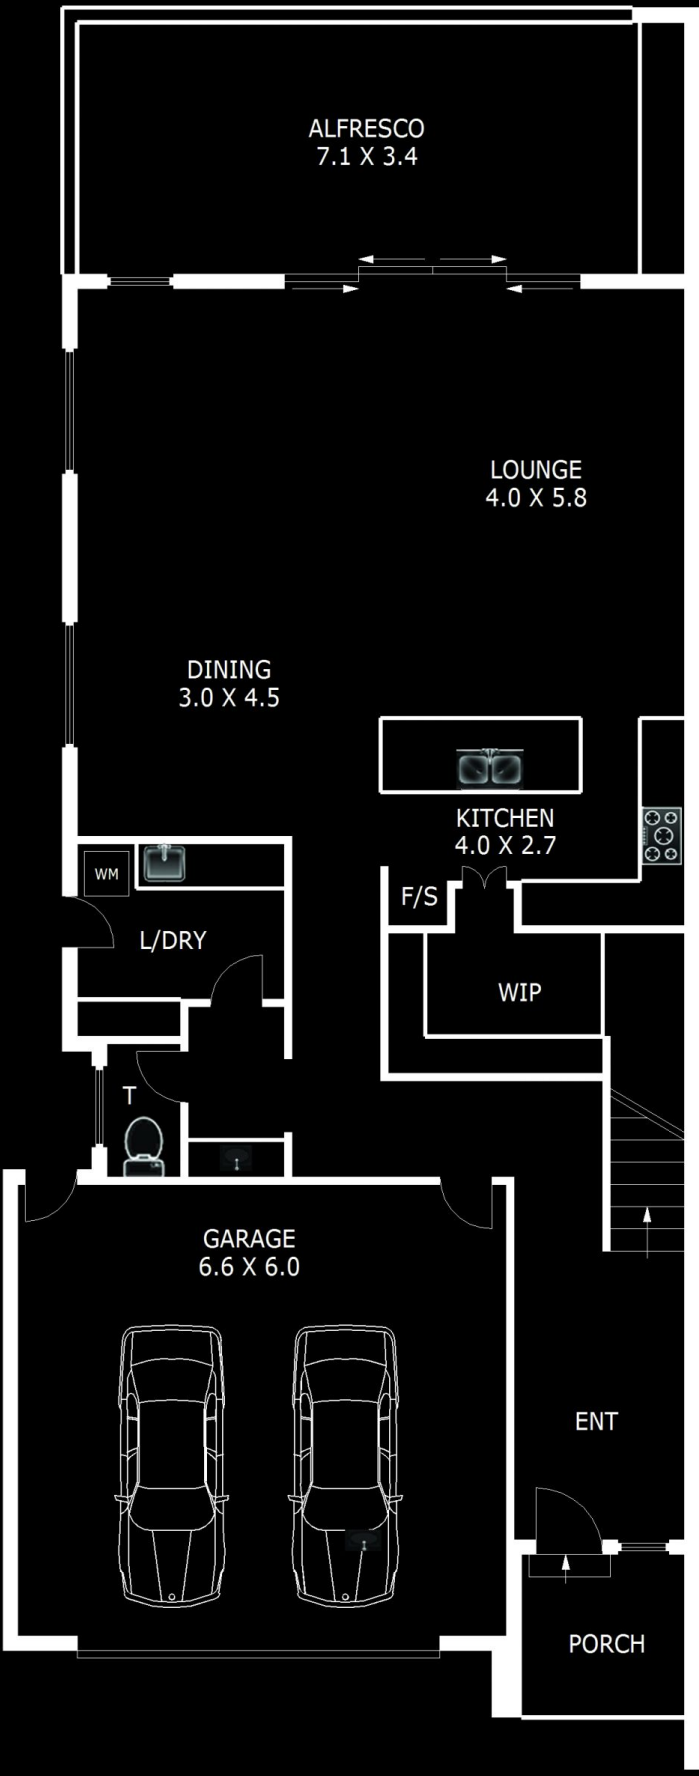 ALFRESCO
7.1 X 3.4
LOUNGE
4.0 X 5.8
DINING
3.0 X 4.5
KITCHEN
4.0 X 2.7
WM
F/S
L/DRY
WIP
T
GARAGE
6.6 X 6.0
ENT
PORCH